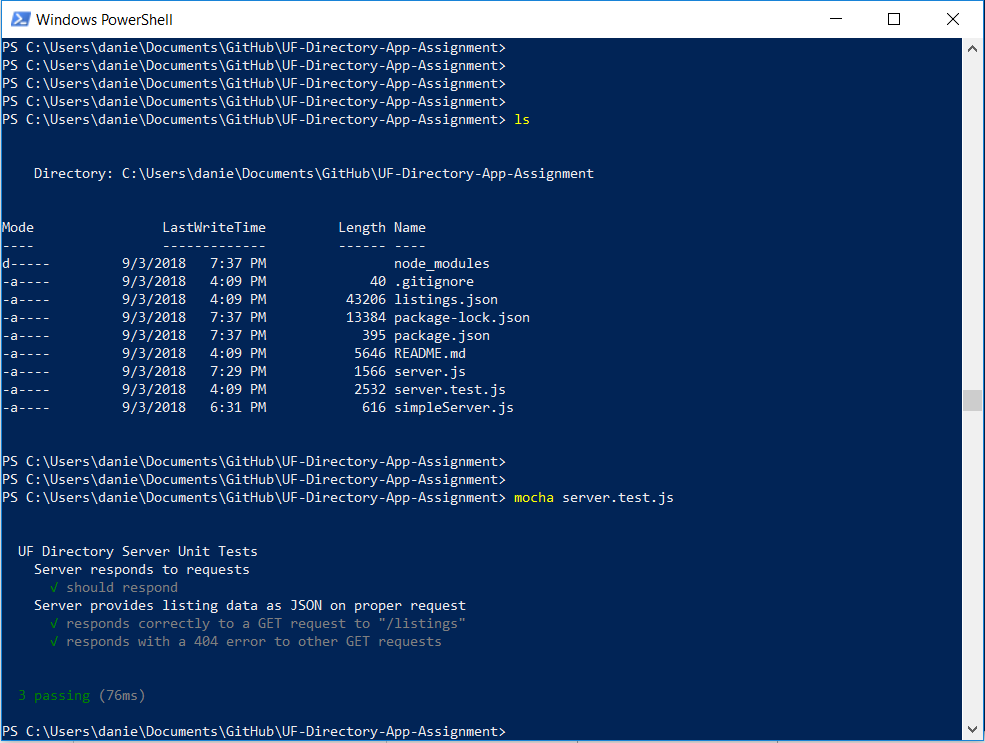 Windows PowerShell
PS C:\Users\danie\Documents\GitHub\UF-Directory-App-Assignment>
PS C:\Users\danie\Documents\GitHub\UF-Directory-App-Assignment>
PS C:\Users\danie\Documents\GitHub\UF-Directory-App-Assignment>
PS C:\Users\danie\Documents\GitHub\UF-Directory-App-Assignment>
PS C:\Users\danie\Documents\GitHub\UF-Directory-App-Assignment> ls
Directory: C:\Users\danie\Documents\GitHub\UF-Directory-App-Assignment
Mode LastWriteTime Length Name
---- ------------- ------ ----
d----- 9/3/2018 7:37 PM node_modules
-a---- 9/3/2018 4:09 PM 40 .gitignore
-a---- 9/3/2018 4:09 PM 43206 listings.json
-a---- 9/3/2018 7:37 PM 13384 package-lock.json
-a---- 9/3/2018 7:37 PM 395 package.json
-a---- 9/3/2018 4:09 PM 5646 README.md
-a---- 9/3/2018 7:29 PM 1566 server.js
-a---- 9/3/2018 4:09 PM 2532 server.test.js
-a---- 9/3/2018 6:31 PM 616 simpleServer.js
PS C:\Users\danie\Documents\GitHub\UF-Directory-App-Assignment>
PS C:\Users\danie\Documents\GitHub\UF-Directory-App-Assignment>
PS C:\Users\danie\Documents\GitHub\UF-Directory-App-Assignment> mocha server.test.js
UF Directory Server Unit Tests
Server responds to requests
√ should respond
Server provides listing data as JSON on proper request
√ responds correctly to a GET request to "/listings"
√ responds with a 404 error to other GET requests
3 passing (76ms)
PS C:\Users\danie\Documents\GitHub\UF-Directory-App-Assignment>